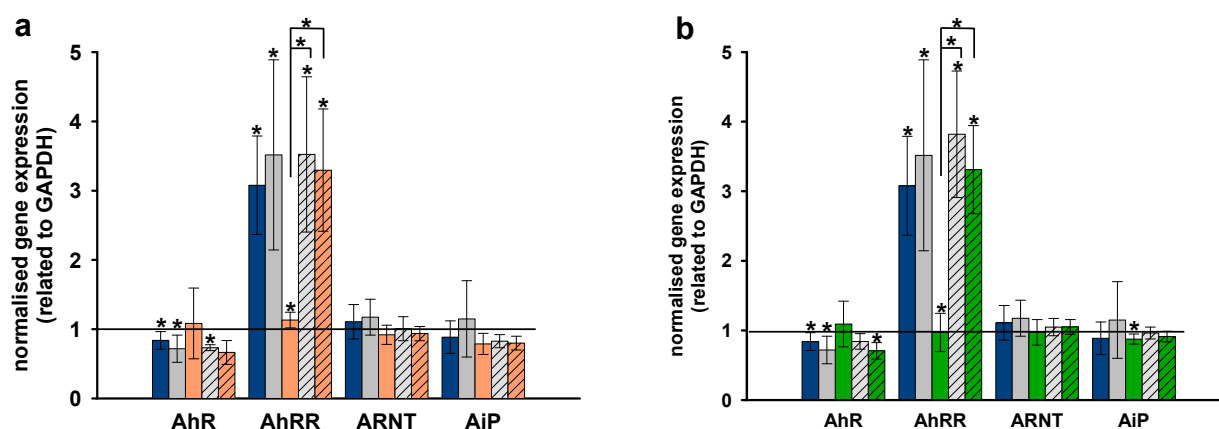 a
normalised gene expression
(related to GAPDH)
5
4
3
2
1
0
* * *
* * * * * * *
AhR AhRR ARNT AiP
b
normalised gene expression
(related to GAPDH)
5
4
3
2
1
0
* * *
* * * * * * *
*
AhR AhRR ARNT AiP